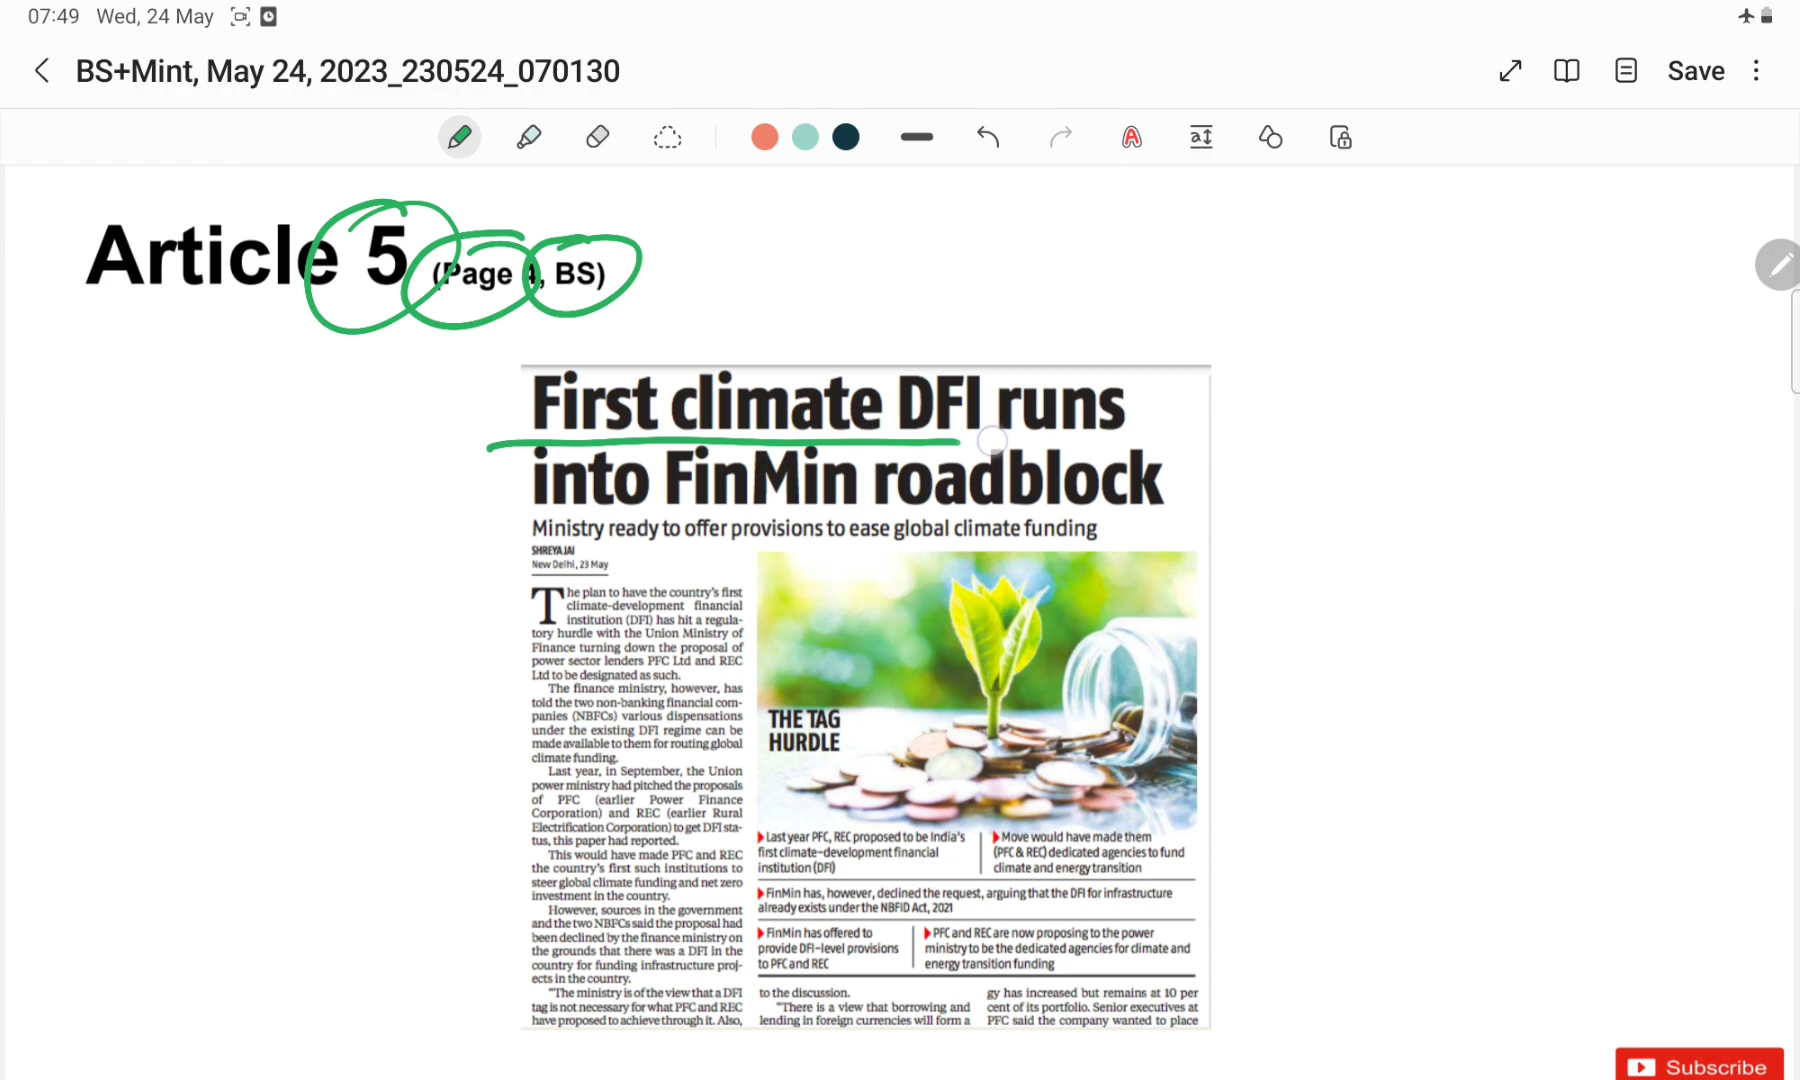 07:49 Wed, 24 May
BS+Mint, May 24, 2023_230524_070130
Save
Article 5 (Page 4, BS)
First climate DFI runs
into FinMin roadblock
Ministry ready to offer provisions to ease global climate funding
SHREYA JAI
New Delhi, 23 May
The plan to have the country's first
climate-development financial
institution (DFI) has hit a regula-
tory hurdle with the Union Ministry of
Finance turning down the proposal of
power sector lenders PFC Ltd and REC
Ltd to be designated as such.
The finance ministry, however, has
told the two non-banking financial com-
panies (NBFCs) various dispensations
under the existing DFI regime can be
made available to them for routing global
climate funding.
Last year, in September, the Union
power ministry had pitched the proposals
of PFC (earlier Power Finance
Corporation) and REC (earlier Rural
Electrification Corporation) to get DFI sta-
tus, this paper had reported.
This would have made PFC and REC
the country's first such institutions to
steer global climate funding and net zero
investment in the country.
However, sources in the government
and the two NBFCs said the proposal had
been declined by the finance ministry on
the grounds that there was a DFI in the
country for funding infrastructure proj-
ects in the country.
"The ministry is of the view that a DFI
tag is not necessary for what PFC and REC
have proposed to achieve through it. Also,
THE TAG
HURDLE
Last year PFC, REC proposed to be India's
first climate-development financial
institution (DFI)
Move would have made them
(PFC & REC) dedicated agencies to fund
climate and energy transition
FinMin has, however, declined the request, arguing that the DFI for infrastructure
already exists under the NBFID Act, 2021
FinMin has offered to
provide DFI-level provisions
to PFC and REC
PFC and REC are now proposing to the power
ministry to be the dedicated agencies for climate and
energy transition funding
to the discussion.
"There is a view that borrowing and
lending in foreign currencies will form a
gy has increased but remains at 10 per
cent of its portfolio. Senior executives at
PFC said the company wanted to place
Subscribe